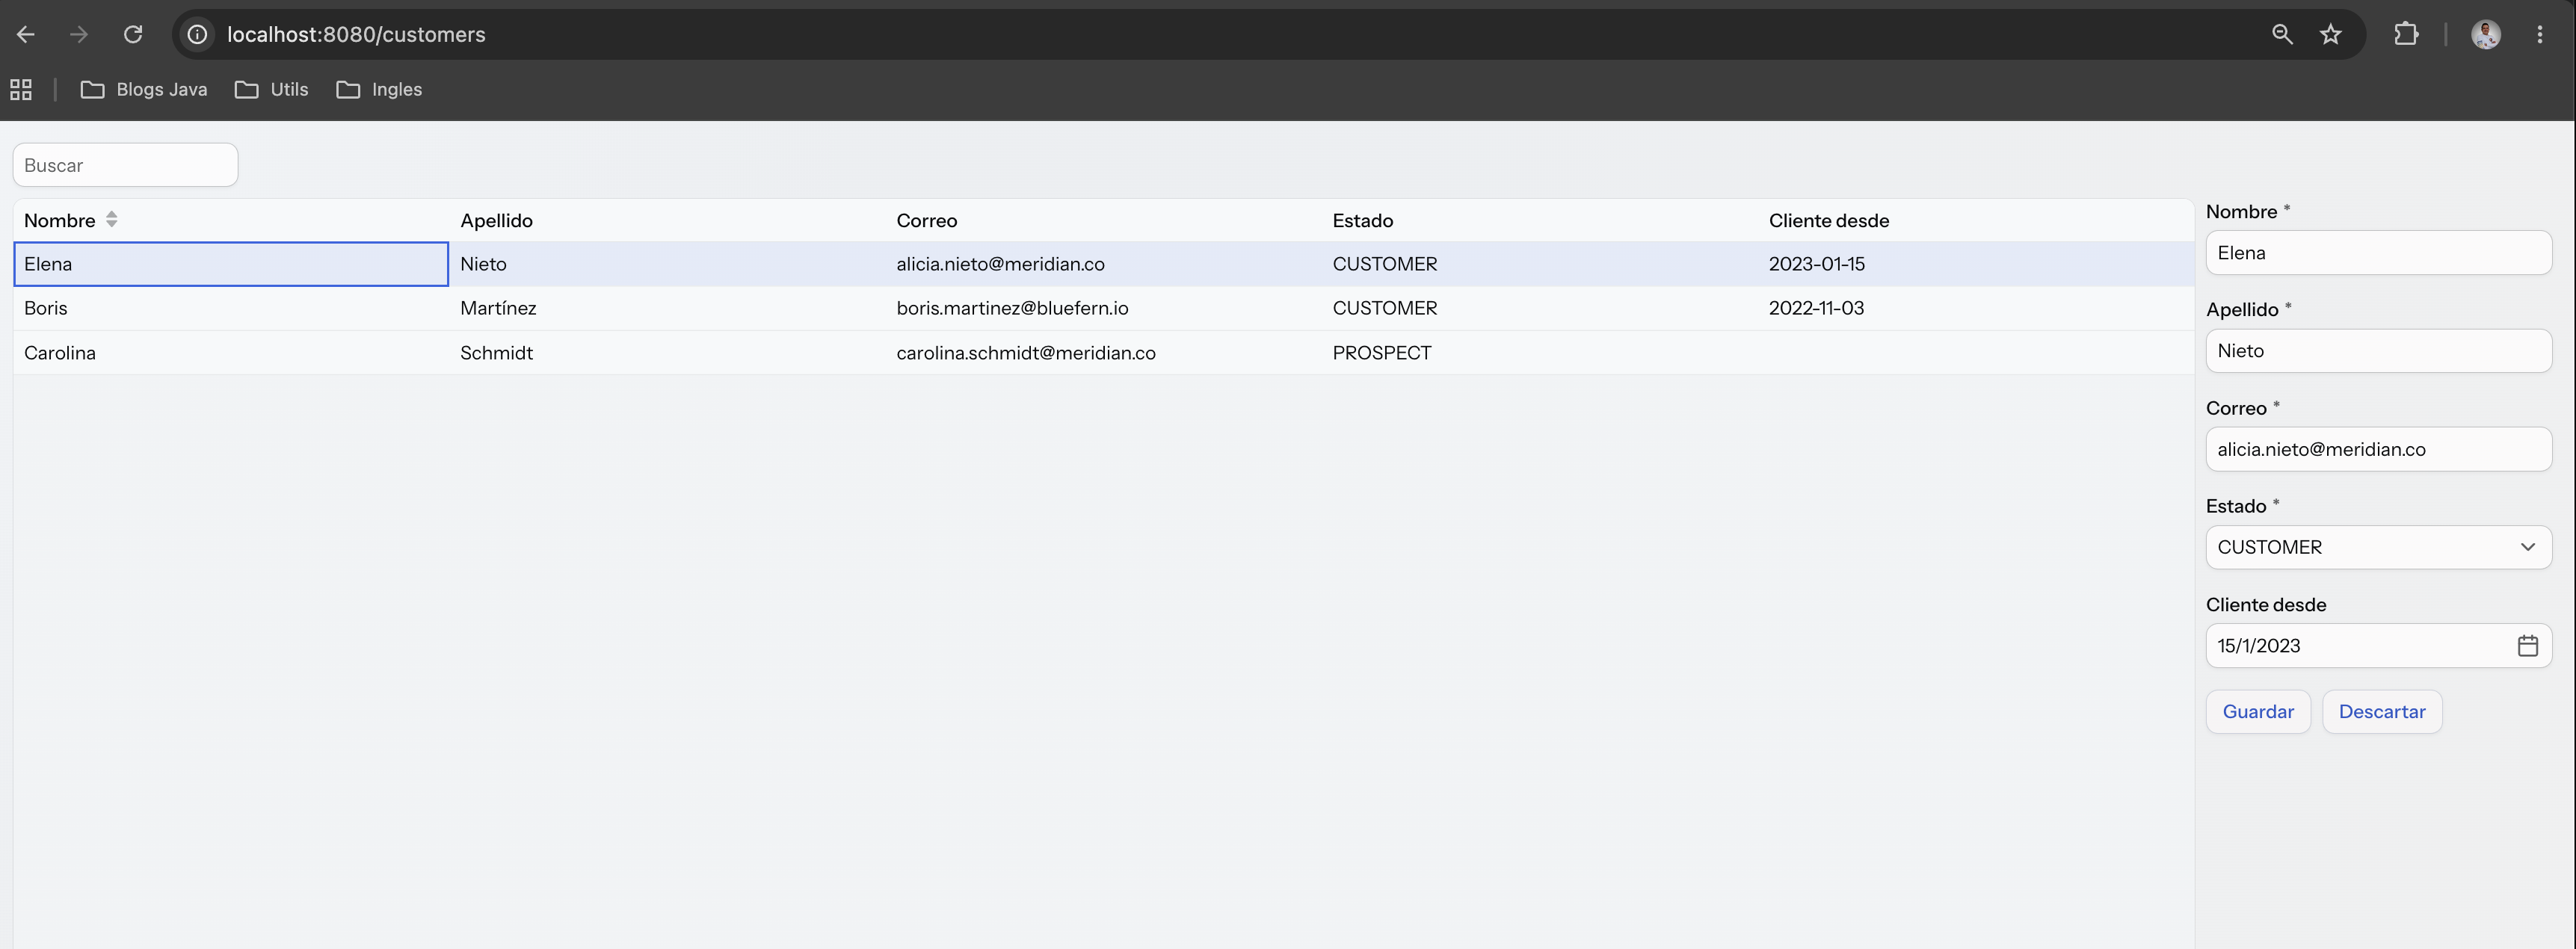 localhost:8080/customers
Blogs Java Utils Ingles
Buscar
Nombre Apellido Correo Estado Cliente desde
Elena Nieto alicia.nieto@meridian.co CUSTOMER 2023-01-15
Boris Martínez boris.martinez@bluefern.io CUSTOMER 2022-11-03
Carolina Schmidt carolina.schmidt@meridian.co PROSPECT
Nombre *
Elena
Apellido *
Nieto
Correo *
alicia.nieto@meridian.co
Estado *
CUSTOMER
Cliente desde
15/1/2023
Guardar Descartar